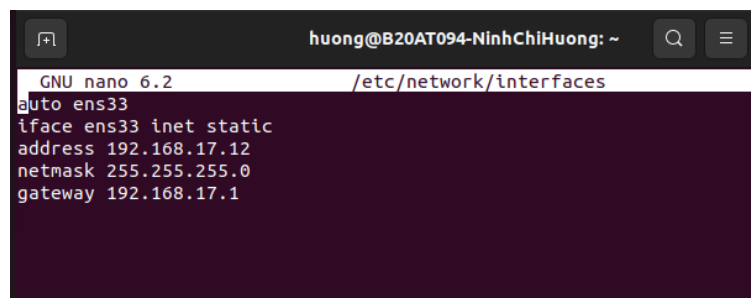 huong@B20AT094-NinhChiHuong: ~
GNU nano 6.2 /etc/network/interfaces
auto ens33
iface ens33 inet static
address 192.168.17.12
netmask 255.255.255.0
gateway 192.168.17.1